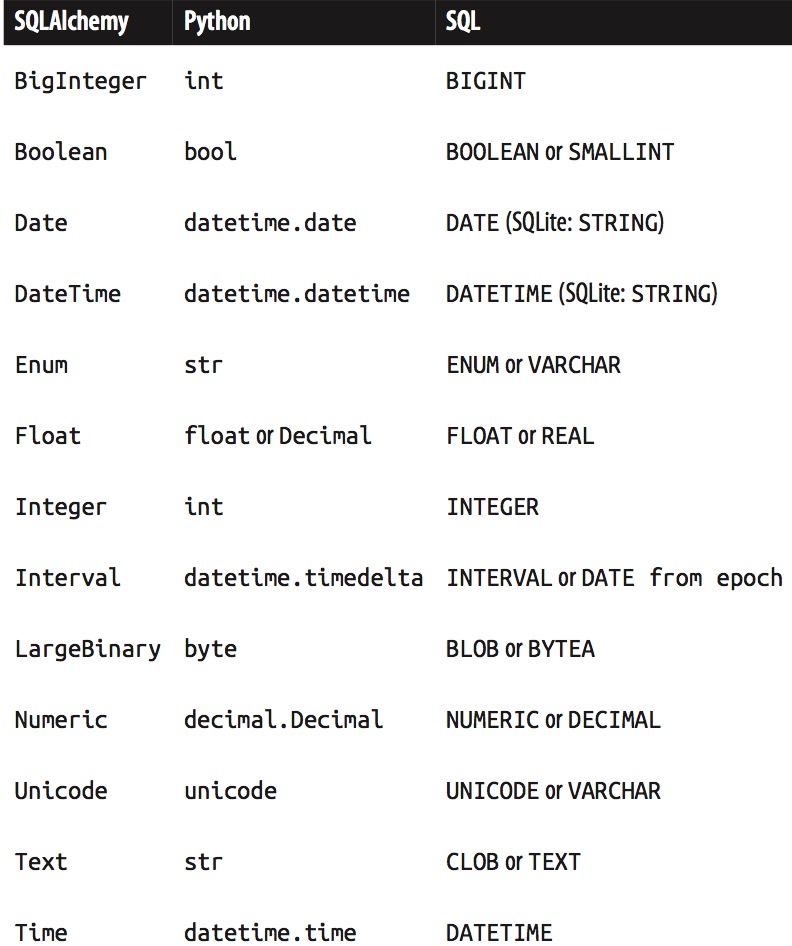 SQLAlchemy Python SQL
BigInteger int BIGINT
Boolean bool BOOLEAN or SMALLINT
Date datetime.date DATE (SQLite: STRING)
DateTime datetime.datetime DATETIME (SQLite: STRING)
Enum str ENUM or VARCHAR
Float float or Decimal FLOAT or REAL
Integer int INTEGER
Interval datetime.timedelta INTERVAL or DATE from epoch
LargeBinary byte BLOB or BYTEA
Numeric decimal.Decimal NUMERIC or DECIMAL
Unicode unicode UNICODE or VARCHAR
Text str CLOB or TEXT
Time datetime.time DATETIME